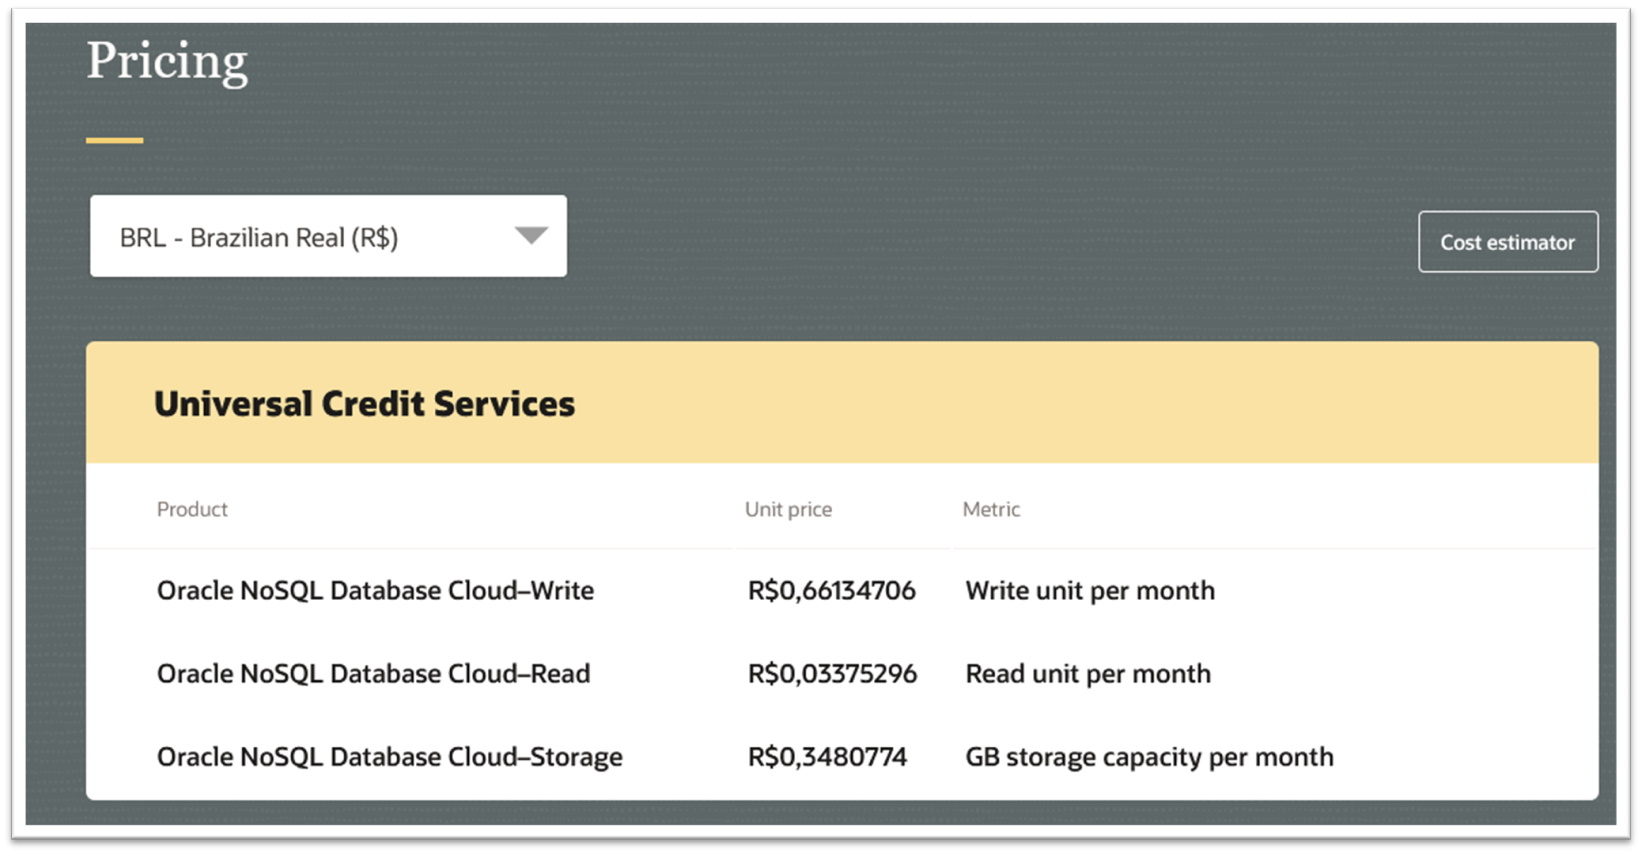 Pricing
BRL - Brazilian Real (R$)
Cost estimator
Universal Credit Services
Product Unit price Metric
Oracle NoSQL Database Cloud–Write R$0,66134706 Write unit per month
Oracle NoSQL Database Cloud–Read R$0,03375296 Read unit per month
Oracle NoSQL Database Cloud–Storage R$0,3480774 GB storage capacity per month